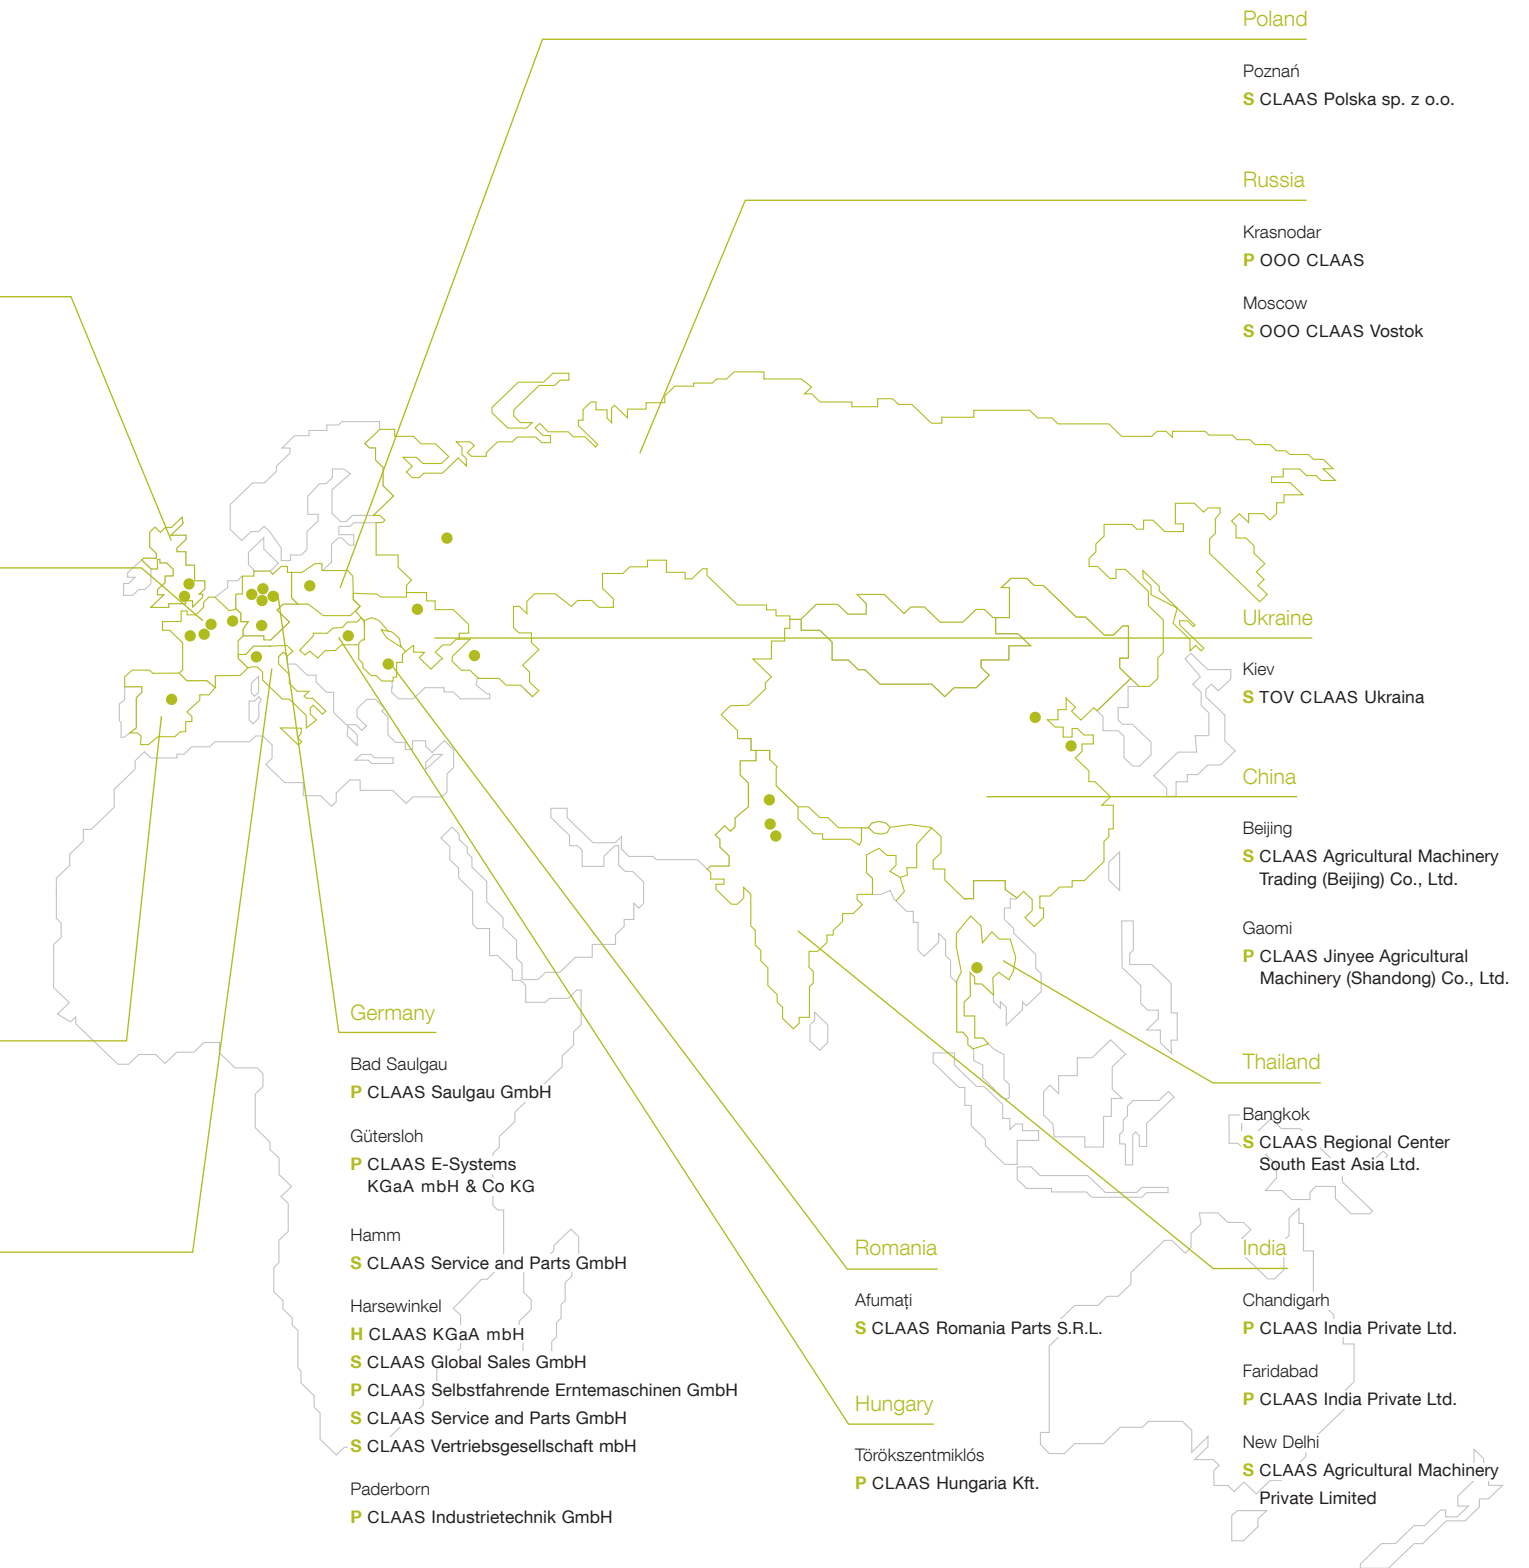 Poland
Poznań
S CLAAS Polska sp. z o.o.
Russia
Krasnodar
P OOO CLAAS
Moscow
S OOO CLAAS Vostok
Ukraine
Kiev
S TOV CLAAS Ukraina
China
Beijing
S CLAAS Agricultural Machinery
Trading (Beijing) Co., Ltd.
Gaomi
P CLAAS Jinyee Agricultural
Machinery (Shandong) Co., Ltd.
Thailand
Bangkok
S CLAAS Regional Center
South East Asia Ltd.
India
Chandigarh
P CLAAS India Private Ltd.
Faridabad
P CLAAS India Private Ltd.
New Delhi
S CLAAS Agricultural Machinery
Private Limited
Germany
Bad Saulgau
P CLAAS Saulgau GmbH
Gütersloh
P CLAAS E-Systems
KGaA mbH & Co KG
Hamm
S CLAAS Service and Parts GmbH
Harsewinkel
H CLAAS KGaA mbH
S CLAAS Global Sales GmbH
P CLAAS Selbstfahrende Erntemaschinen GmbH
S CLAAS Service and Parts GmbH
S CLAAS Vertriebsgesellschaft mbH
Paderborn
P CLAAS Industrietechnik GmbH
Romania
Afumați
S CLAAS Romania Parts S.R.L.
Hungary
Törökszentmiklós
P CLAAS Hungaria Kft.